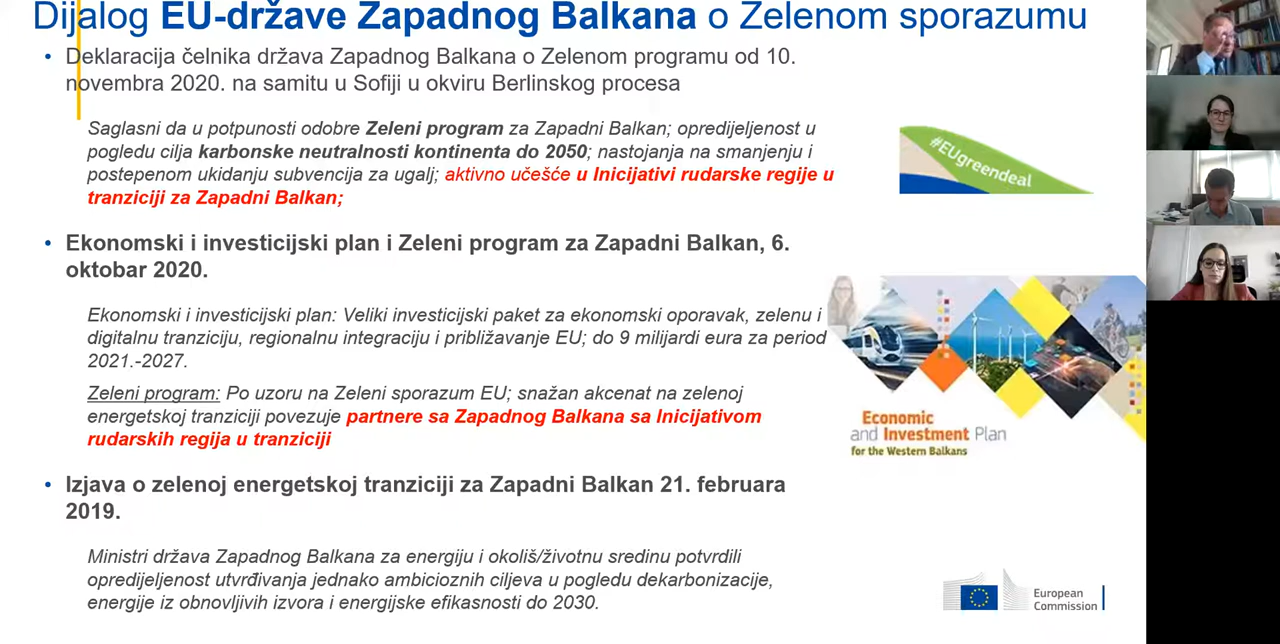 Dijalog EU-države Zapadnog Balkana o Zelenom sporazumu
• Deklaracija čelnika država Zapadnog Balkana o Zelenom programu od 10.
novembra 2020. na samitu u Sofiji u okviru Berlinskog procesa
Saglasni da u potpunosti odobre Zeleni program za Zapadni Balkan; opredijeljenost u
pogledu cilja karbonske neutralnosti kontinenta do 2050; nastojanja na smanjenju i
postepenom ukidanju subvencija za ugalj; aktivno učešće u Inicijativi rudarske regije u
tranziciji za Zapadni Balkan;
#EUgreendeal
• Ekonomski i investicijski plan i Zeleni program za Zapadni Balkan, 6.
oktobar 2020.
Ekonomski i investicijski plan: Veliki investicijski paket za ekonomski oporavak, zelenu i
digitalnu tranziciju, regionalnu integraciju i približavanje EU; do 9 milijardi eura za period
2021.-2027.
Zeleni program: Po uzoru na Zeleni sporazum EU; snažan akcenat na zelenoj
energetskoj tranziciji povezuje partnere sa Zapadnog Balkana sa Inicijativom
rudarskih regija u tranziciji
Economic
and Investment Plan
for the Western Balkans
• Izjava o zelenoj energetskoj tranziciji za Zapadni Balkan 21. februara
2019.
Ministri država Zapadnog Balkana za energiju i okoliš/životnu sredinu potvrdili
opredijeljenost utvrđivanja jednako ambicioznih ciljeva u pogledu dekarbonizacije,
energije iz obnovljivih izvora i energijske efikasnosti do 2030.
European
Commission